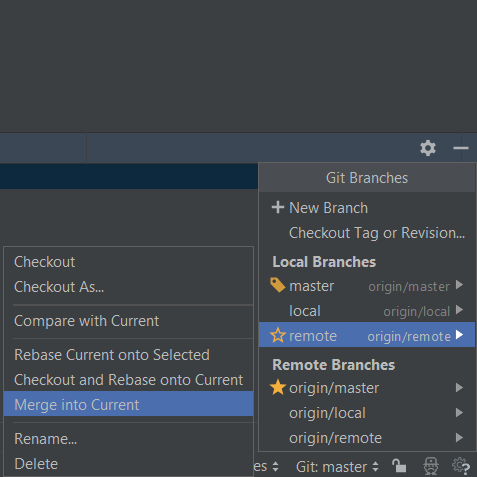 Git Branches
New Branch
Checkout Tag or Revision...
Local Branches
master origin/master
local origin/local
remote origin/remote
Remote Branches
origin/master
origin/local
origin/remote
Checkout
Checkout As...
Compare with Current
Rebase Current onto Selected
Checkout and Rebase onto Current
Merge into Current
Rename...
Delete
es Git: master ?